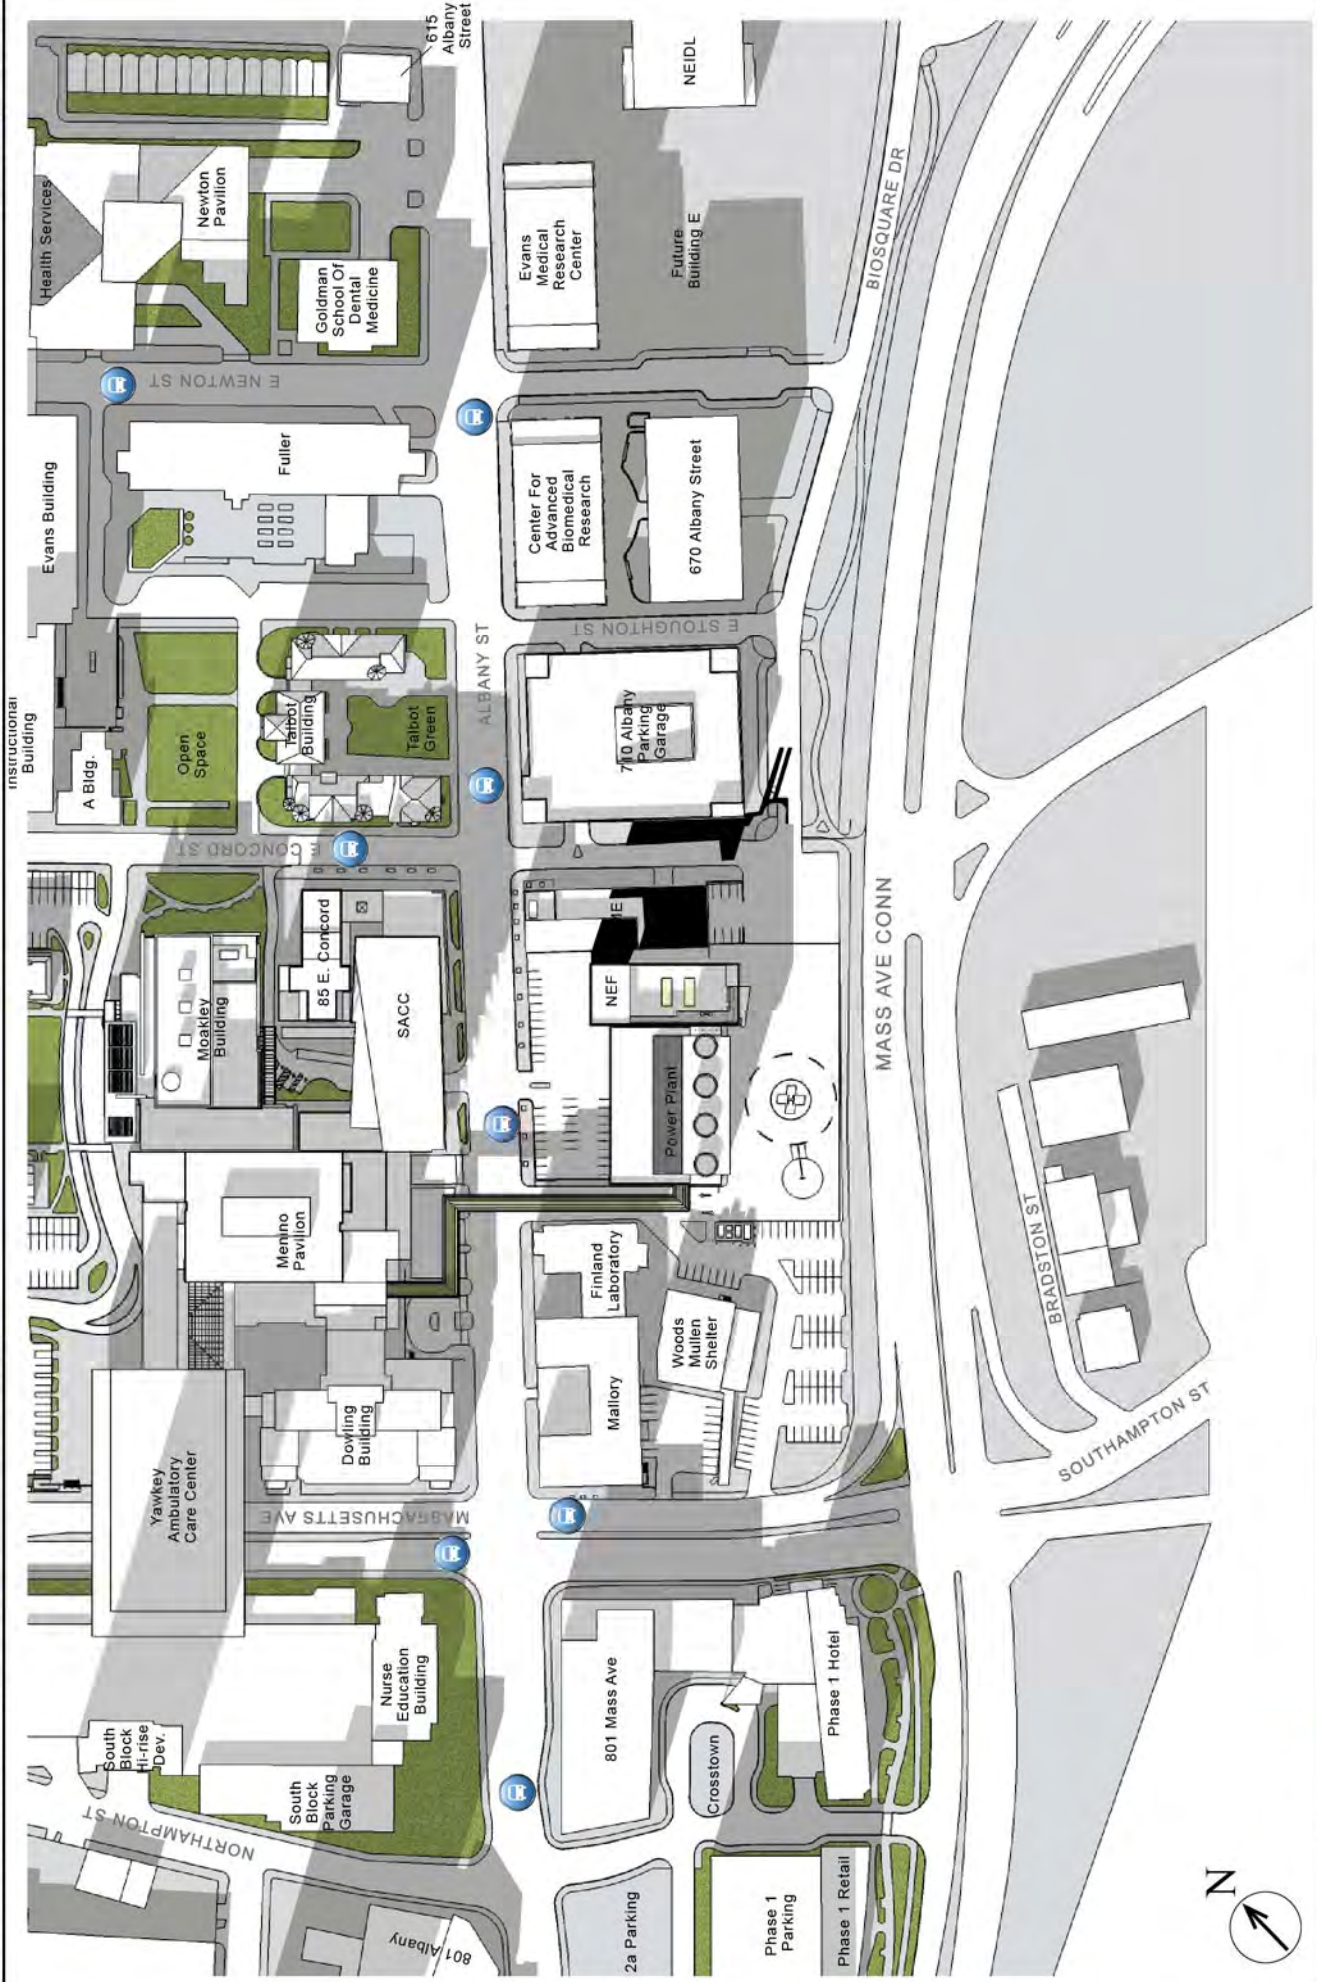 615
Albany
Street
NEIDL
Health Services
Newton
Pavilion
Goldman
School Of
Dental
Medicine
Evans
Medical
Research
Center
Future
Building E
BIOSQUARE DR
E NEWTON ST
Evans Building
Fuller
Center For
Advanced
Biomedical
Research
670 Albany Street
E STOUGHTON ST
ALBANY ST
Instructional
Building
A Bldg.
Open
Space
Talbot
Building
Talbot
Green
710 Albany
Parking
Garage
E CONCORD ST
Moakley
Building
85 E. Concord
SACC
NEF
Power Plant
MASS AVE CONN
H
Menino
Pavilion
Finland
Laboratory
Woods
Mullen
Shelter
Mallory
BRADSTON ST
SOUTHAMPTON ST
Yawkey
Ambulatory
Care Center
Dowling
Building
MASSACHUSETTS AVE
Nurse
Education
Building
801 Mass Ave
Phase 1 Hotel
South
Block
Hi-rise
Dev.
South
Block
Parking
Garage
Crosstown
NORTHAMPTON ST
801 Albany
2a Parking
Phase 1
Parking
Phase 1 Retail
N